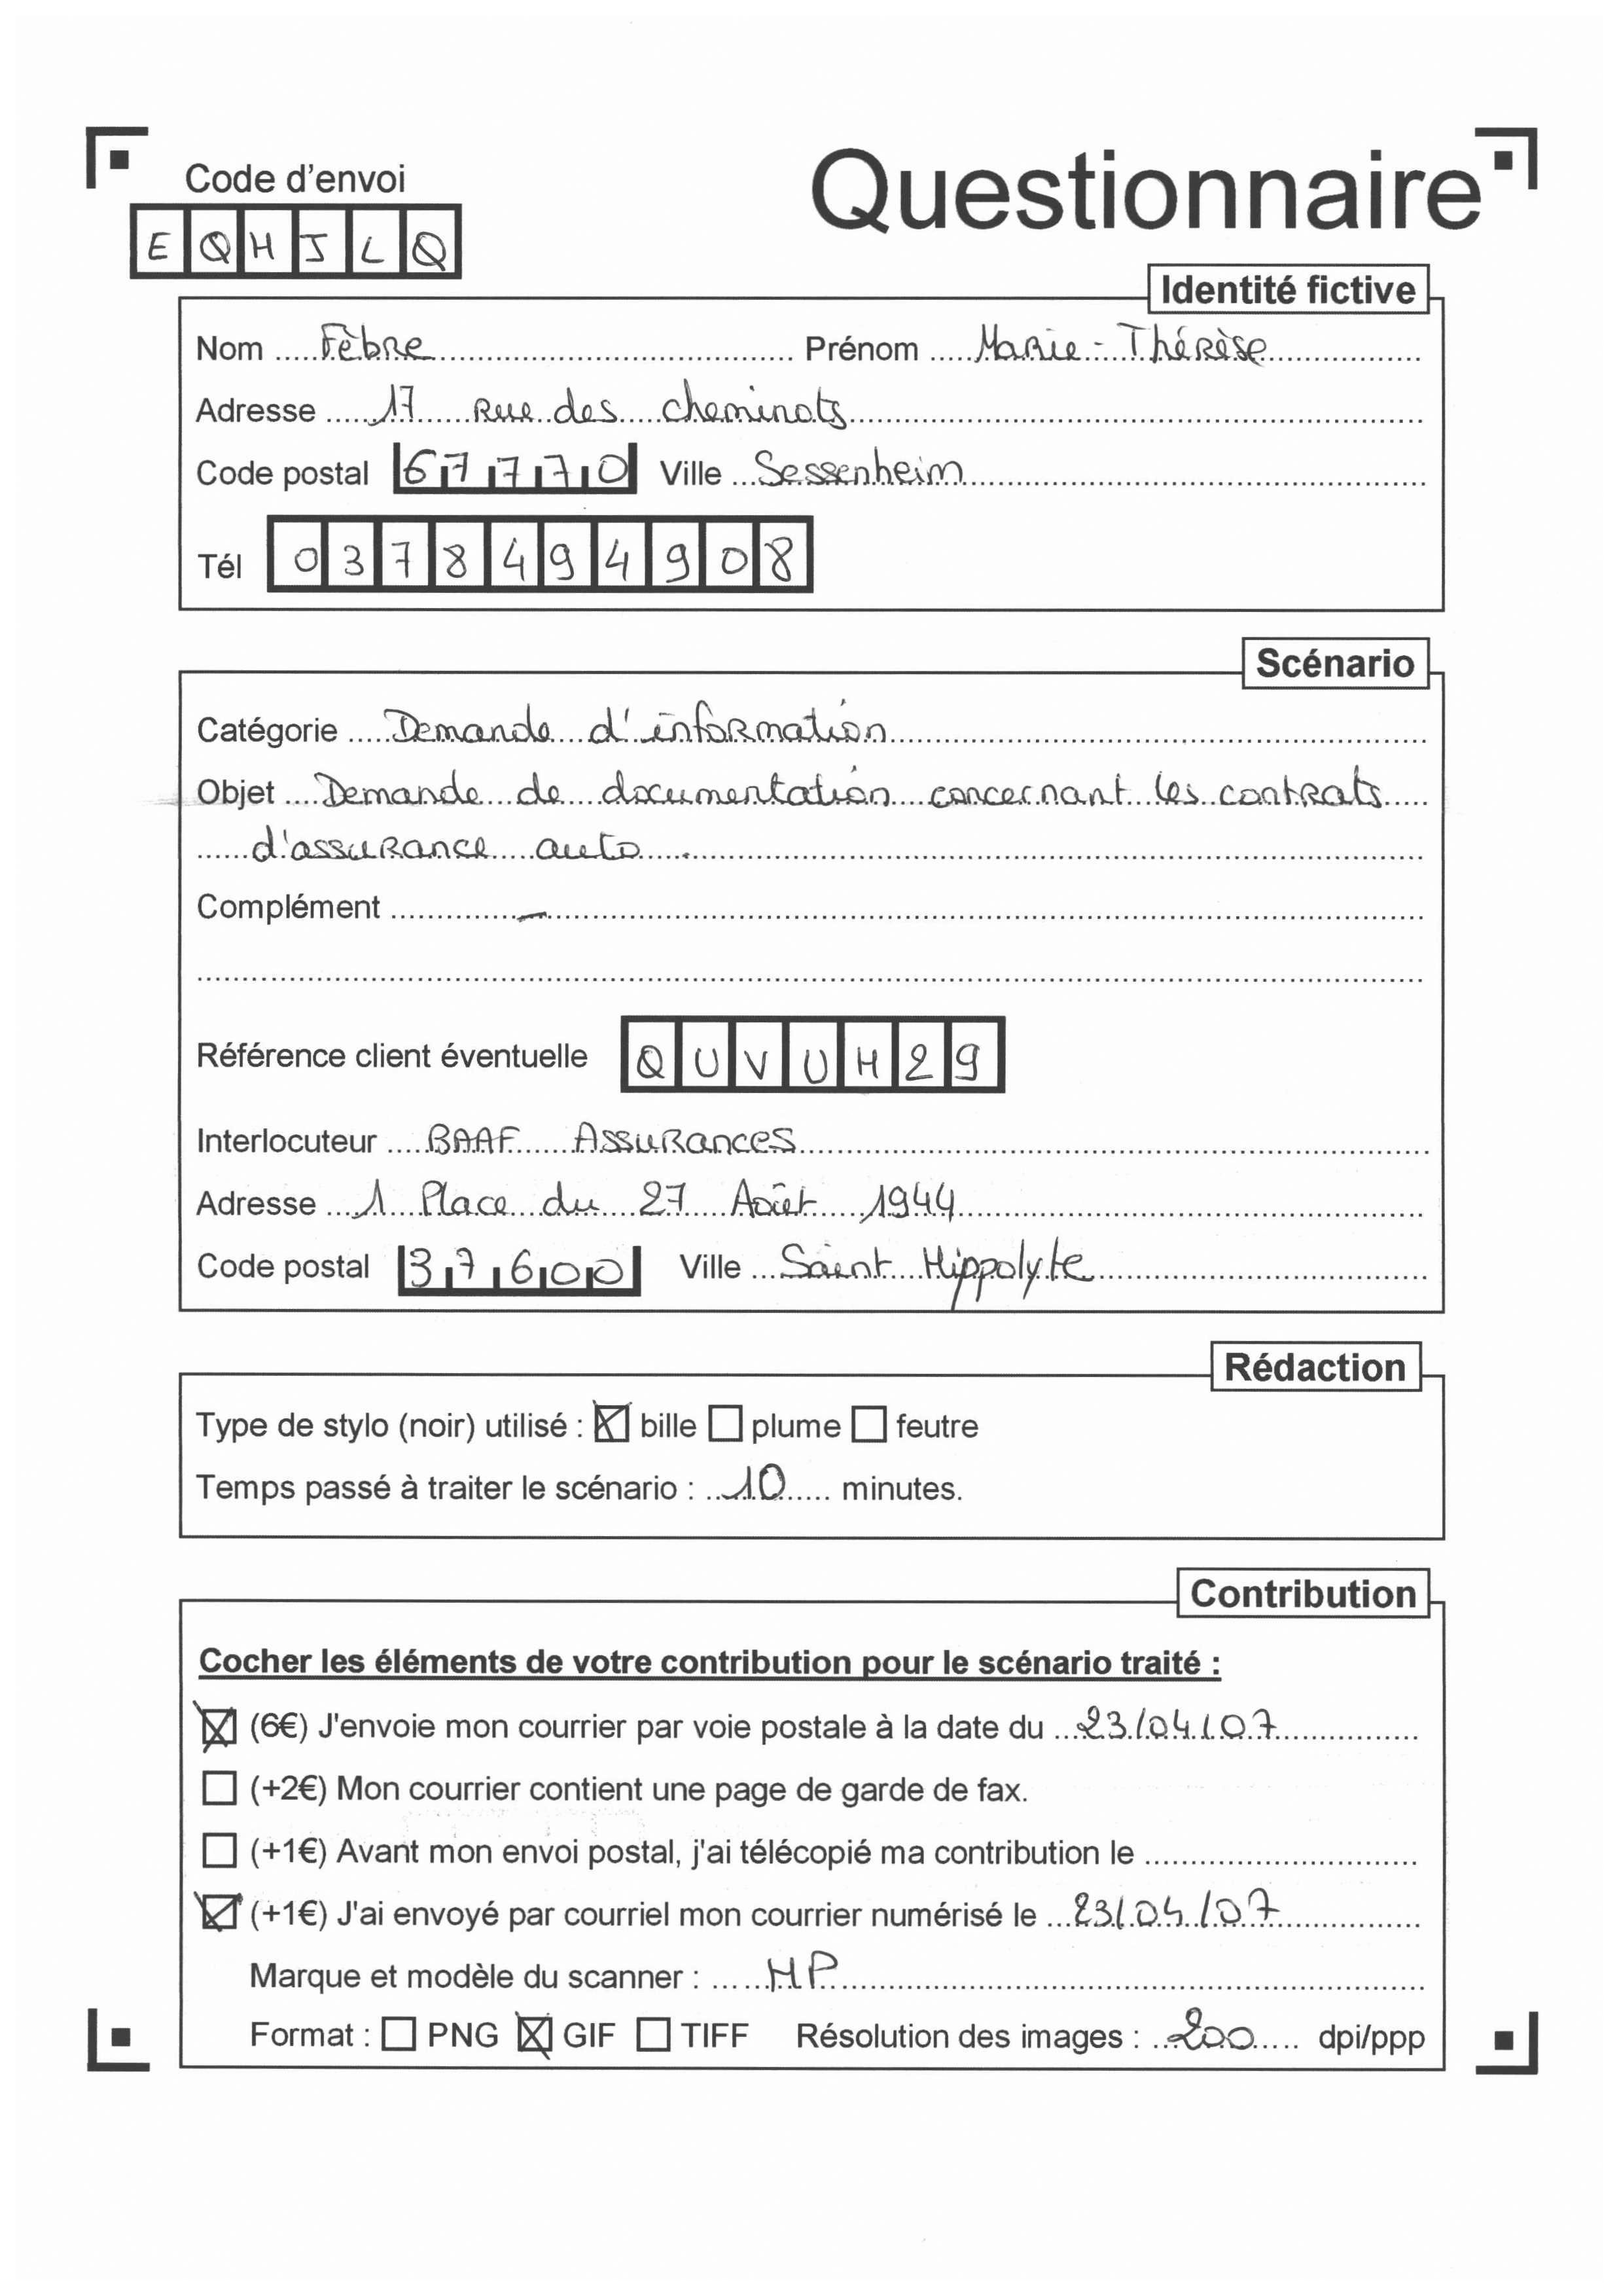 Code d'envoi
Questionnaire
EQHJLQ
Identité fictive
Nom Fèbre Prénom Marie-Thérèse
Adresse 17 rue des cheminots
Code postal 67770 Ville Sessenheim
Tél 0378494908
Scénario
Catégorie Demande d'information
Objet Demande de documentation concernant les contrats
d'assurance auto.
Complément –
Référence client éventuelle QUVUH29
Interlocuteur BAAF Assurances
Adresse 1 Place du 27 Août 1944
Code postal 37600 Ville Saint Hippolyte
Rédaction
Type de stylo (noir) utilisé : ☒ bille ☐ plume ☐ feutre
Temps passé à traiter le scénario : 10 minutes.
Contribution
Cocher les éléments de votre contribution pour le scénario traité :
☒ (6€) J'envoie mon courrier par voie postale à la date du 23/04/07
☐ (+2€) Mon courrier contient une page de garde de fax.
☐ (+1€) Avant mon envoi postal, j'ai télécopié ma contribution le
☒ (+1€) J'ai envoyé par courriel mon courrier numérisé le 23/04/07
Marque et modèle du scanner : HP
Format : ☐ PNG ☒ GIF ☐ TIFF Résolution des images : 200 dpi/ppp